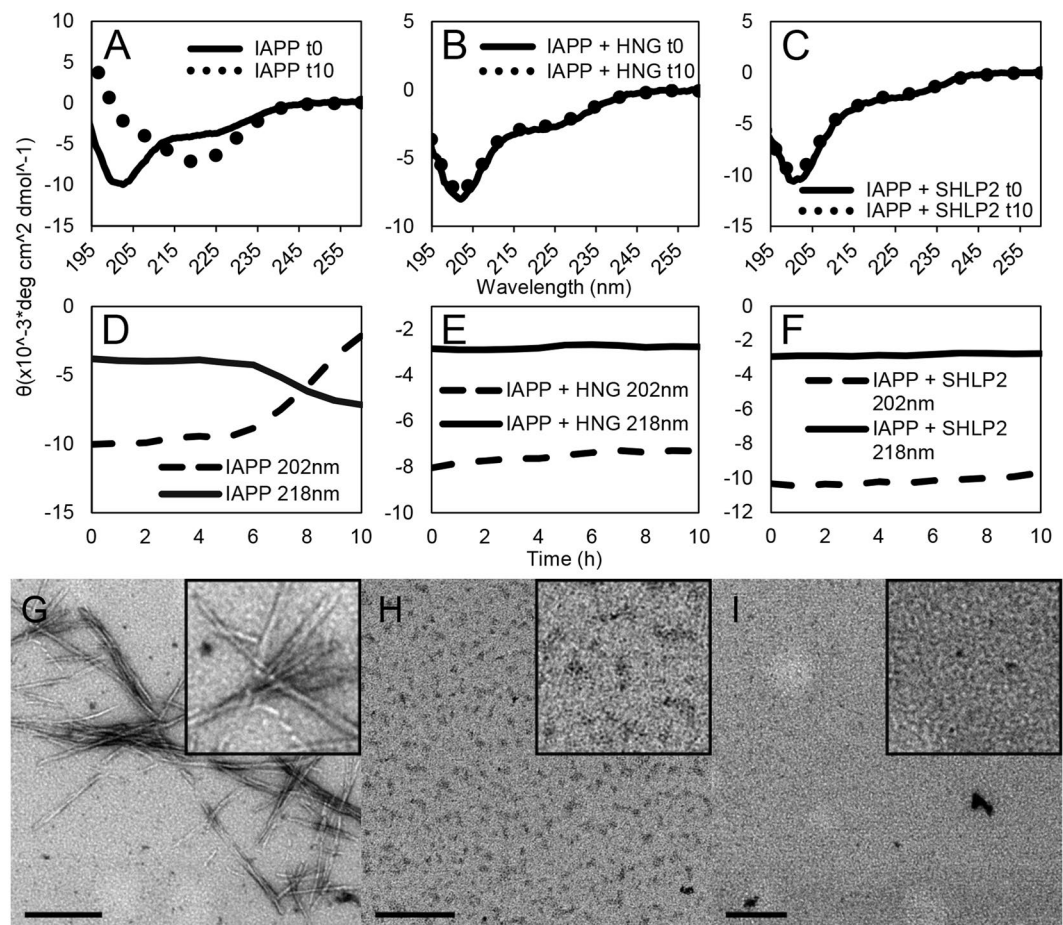 A
IAPP t0
IAPP t10
10
5
0
-5
-10
-15
195
205
215
225
235
245
255
B
IAPP + HNG t0
IAPP + HNG t10
5
0
-5
-10
195
205
215
225
235
245
255
C
IAPP + SHLP2 t0
IAPP + SHLP2 t10
5
0
-5
-10
-15
195
205
215
225
235
245
255
Wavelength (nm)
θ(x10^-3*deg cm^2 dmol^-1)
D
IAPP 202nm
IAPP 218nm
0
-5
-10
-15
0 2 4 6 8 10
E
IAPP + HNG 202nm
IAPP + HNG 218nm
-2
-4
-6
-8
-10
0 2 4 6 8 10
F
IAPP + SHLP2
202nm
IAPP + SHLP2
218nm
0
-2
-4
-6
-8
-10
-12
0 2 4 6 8 10
Time (h)
G
H
I